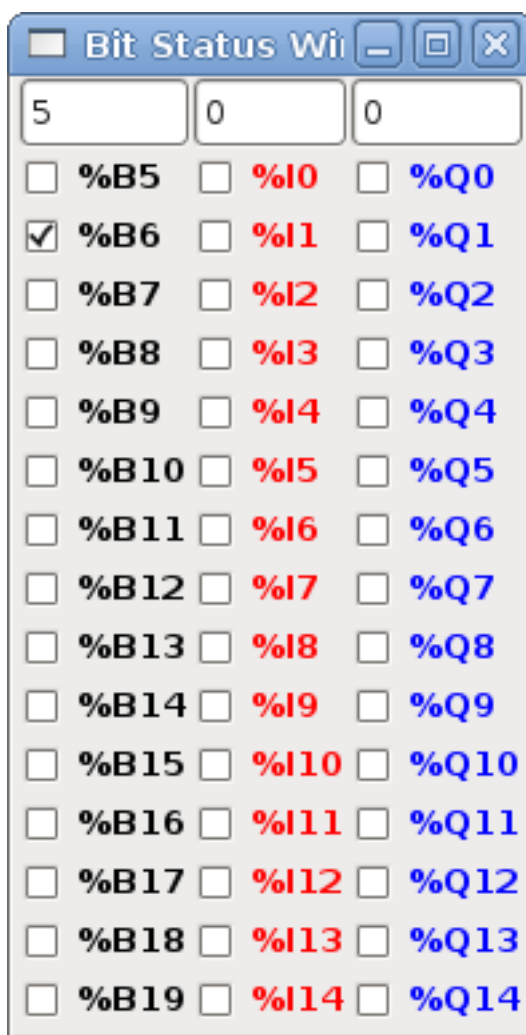 Bit Status Wi
5 0 0
%B5 %I0 %Q0
%B6 %I1 %Q1
%B7 %I2 %Q2
%B8 %I3 %Q3
%B9 %I4 %Q4
%B10 %I5 %Q5
%B11 %I6 %Q6
%B12 %I7 %Q7
%B13 %I8 %Q8
%B14 %I9 %Q9
%B15 %I10 %Q10
%B16 %I11 %Q11
%B17 %I12 %Q12
%B18 %I13 %Q13
%B19 %I14 %Q14